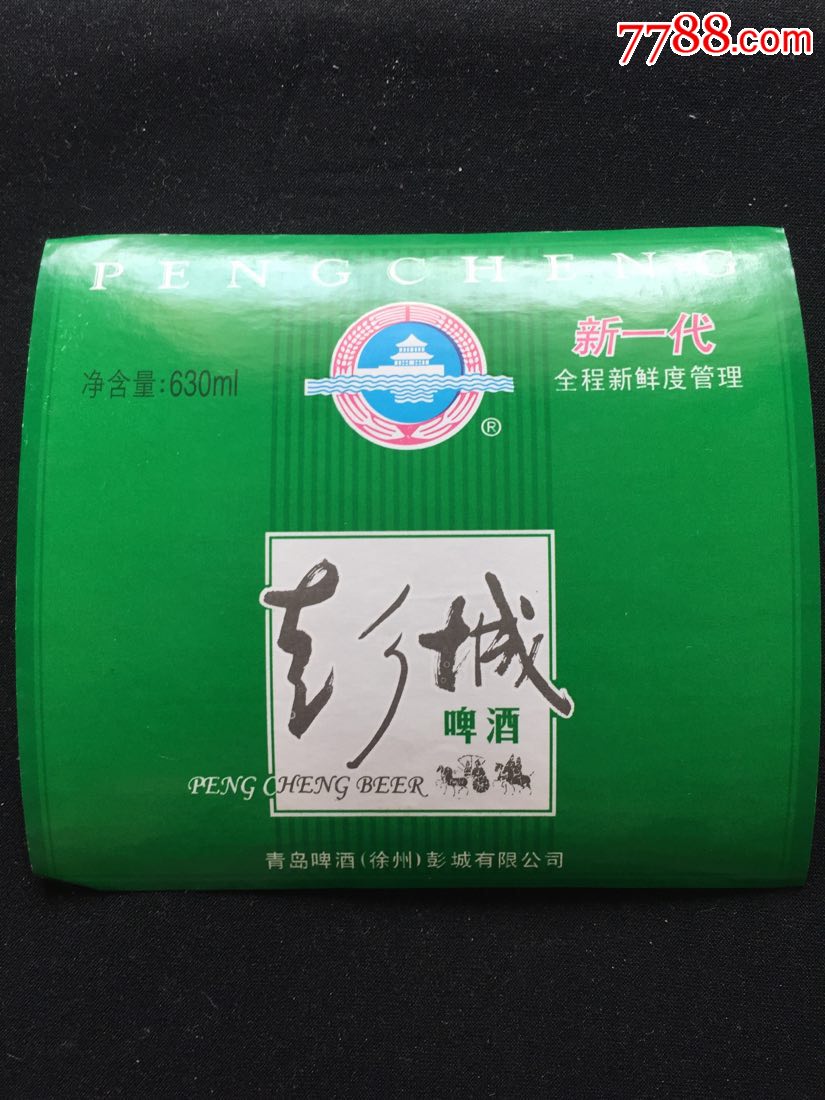 7788.com
PENGCHENG
新一代
净含量:630ml
全程新鲜度管理
®
彭城
啤酒
PENG CHENG BEER
青岛啤酒(徐州)彭城有限公司